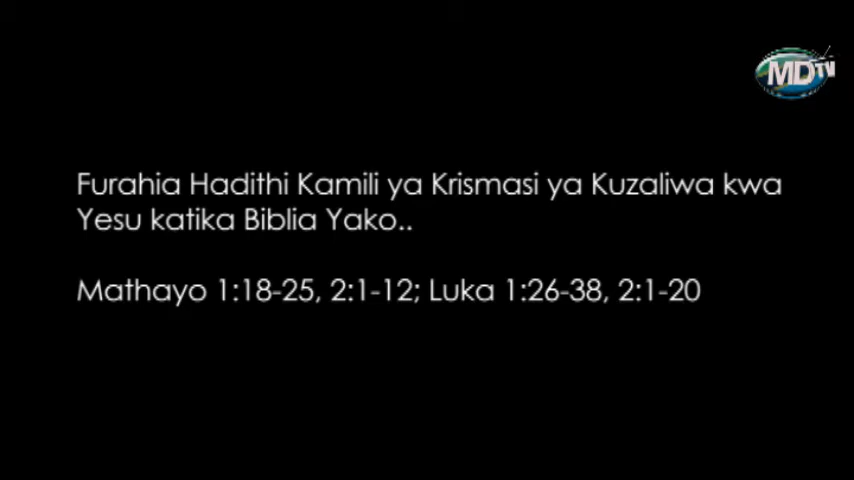 MDTV
Furahia Hadithi Kamili ya Krismasi ya Kuzaliwa kwa
Yesu katika Biblia Yako..
Mathayo 1:18-25, 2:1-12; Luka 1:26-38, 2:1-20